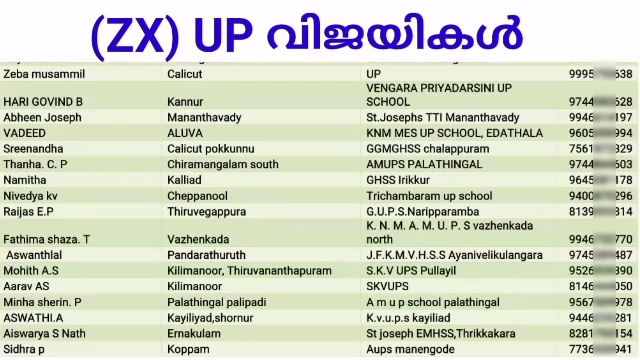 (ZX) UP വിജയികൾ
Zeba musammil Calicut UP 9995 638
VENGARA PRIYADARSINI UP
HARI GOVIND B Kannur SCHOOL 9744 628
Abheen Joseph Mananthavady St.Josephs TTI Mananthavady 9946 197
VADEED ALUVA KNM MES UP SCHOOL, EDATHALA 9605 994
Sreenandha Calicut pokkunnu GGMGHSS chalappuram 7561 329
Thanha. C. P Chiramangalam south AMUPS PALATHINGAL 9744 603
Namitha Kalliad GHSS Irikkur 9645 178
Nivedya kv Cheppanool Trichambaram up school 9400 296
Raijas E.P Thiruvegappura G.U.P.S.Naripparamba 8139 314
K. N. M. A. M. U. P. S vazhenkada
Fathima shaza. T Vazhenkada north 9946 770
Aswanthlal Pandarathuruth J.F.K.M.V.H.S.S Ayanivelikulangara 9745 487
Mohith A.S Kilimanoor, Thiruvananthapuram S.K.V UPS Pullayil 9526 390
Aarav AS Kilimanoor SKVUPS 8146 050
Minha sherin. P Palathingal palipadi A m u p school palathingal 9567 978
ASWATHI.A Kayiliyad,shornur K.v.u.p.s kayiliad 9446 281
Aiswarya S Nath Ernakulam St joseph EMHSS,Thrikkakara 8281 154
Sidhra p Koppam Aups manengode 7736 941